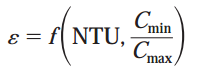 ε = f(NTU, C_min/C_max)